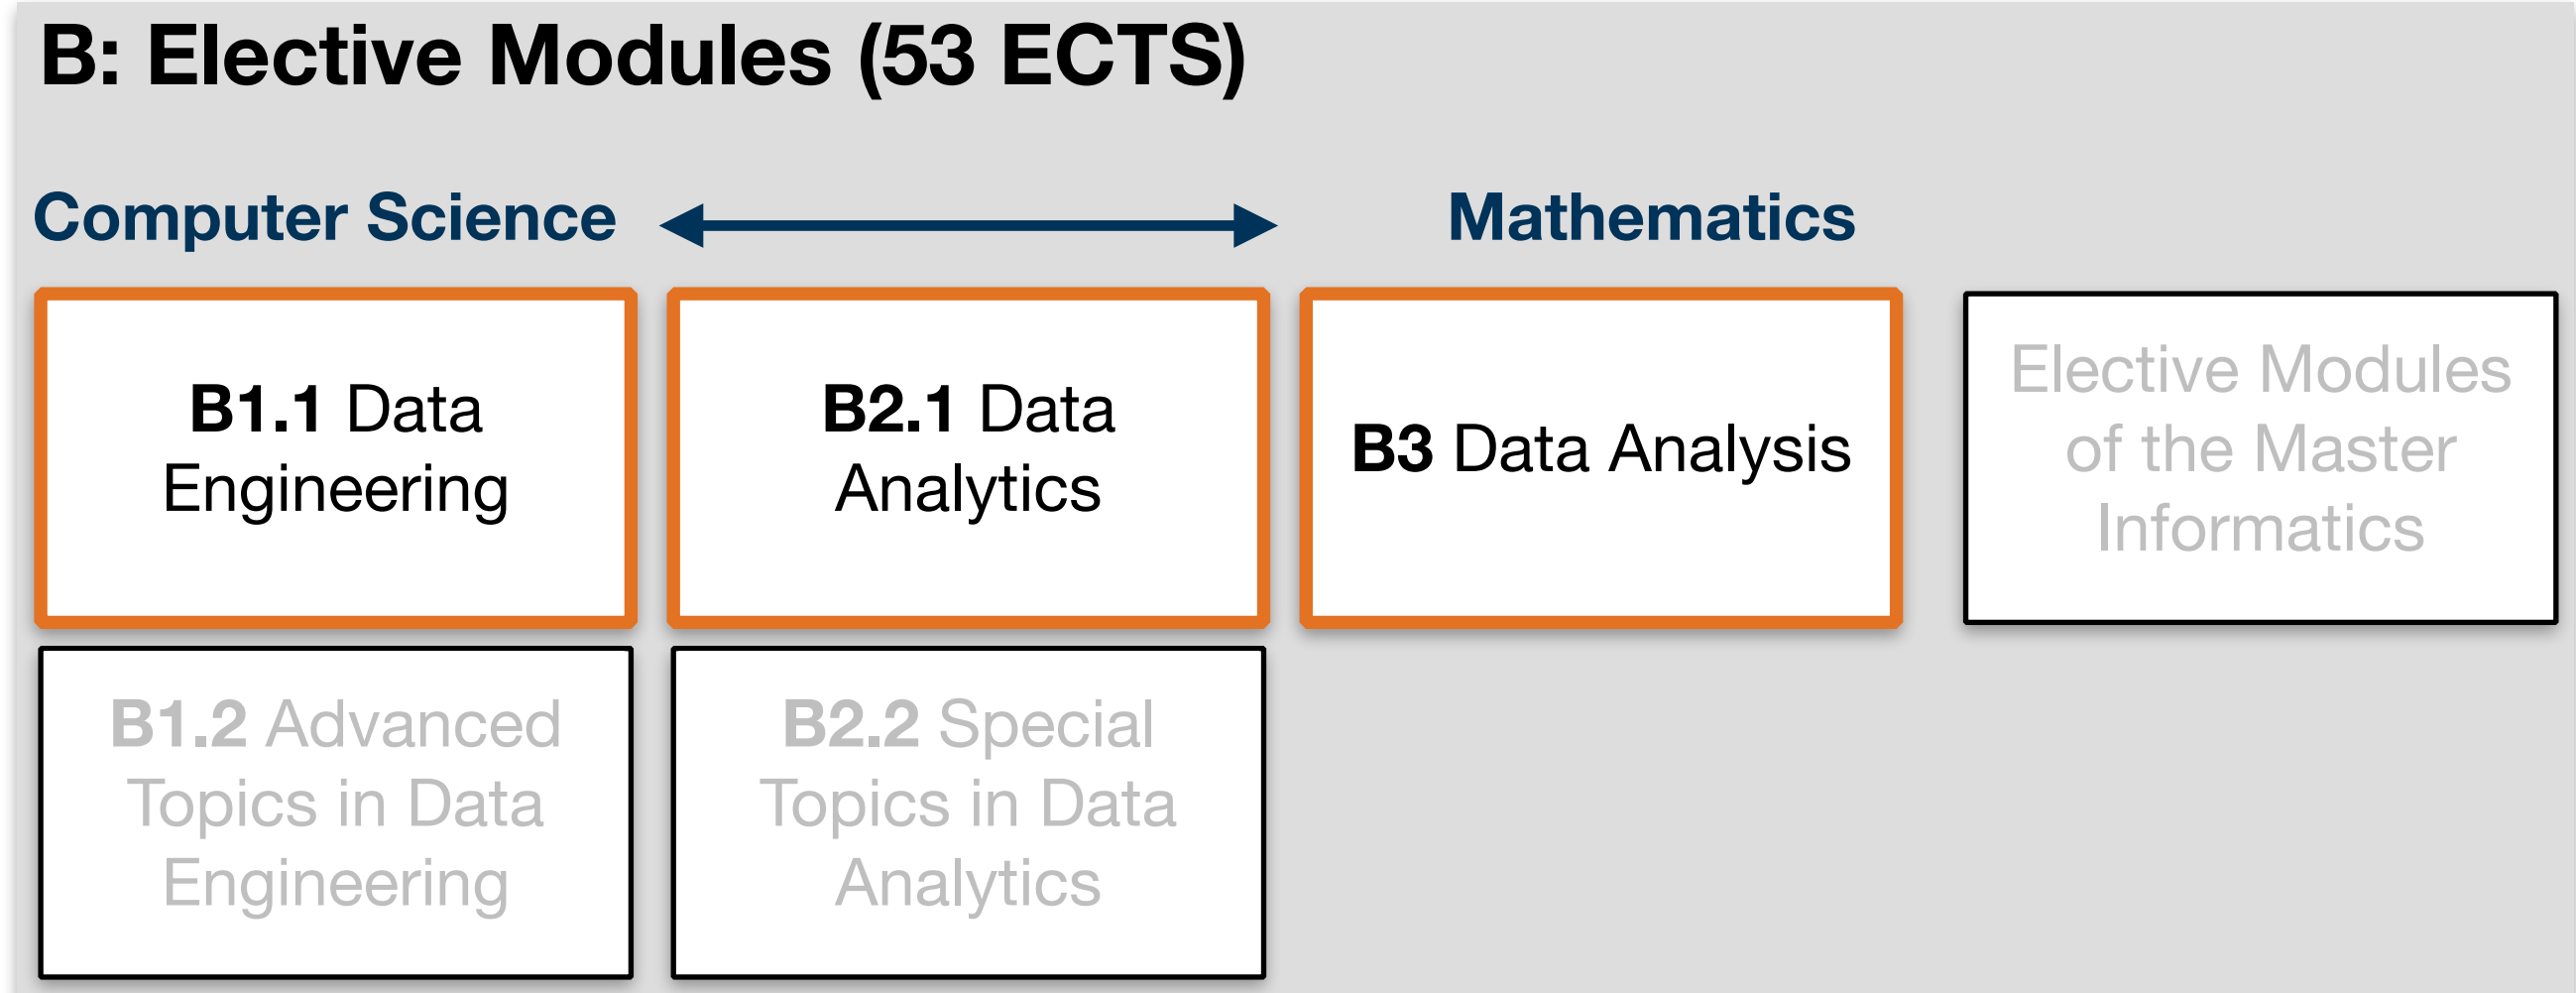 B: Elective Modules (53 ECTS)
Computer Science
Mathematics
B1.1 Data
Engineering
B2.1 Data
Analytics
B3 Data Analysis
Elective Modules
of the Master
Informatics
B1.2 Advanced
Topics in Data
Engineering
B2.2 Special
Topics in Data
Analytics